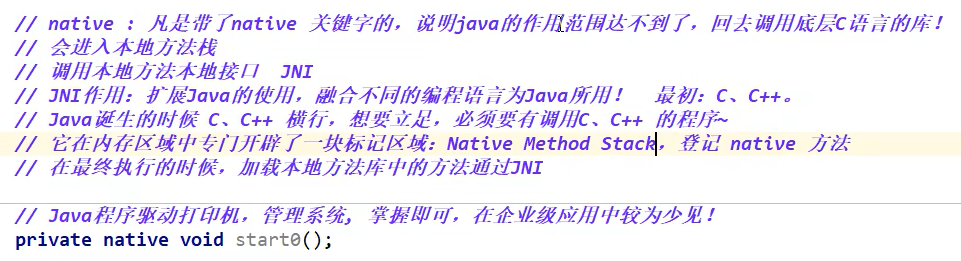 // native : 凡是带了native 关键字的，说明java的作用范围达不到了，回去调用底层C语言的库！
// 会进入本地方法栈
// 调用本地方法本地接口  JNI
// JNI作用：扩展Java的使用，融合不同的编程语言为Java所用！  最初：C、C++。
// Java诞生的时候 C、C++ 横行，想要立足，必须要有调用C、C++ 的程序~
// 它在内存区域中专门开辟了一块标记区域：Native Method Stack，登记 native 方法
// 在最终执行的时候，加载本地方法库中的方法通过JNI
// Java程序驱动打印机，管理系统, 掌握即可，在企业级应用中较为少见！
private native void start0();